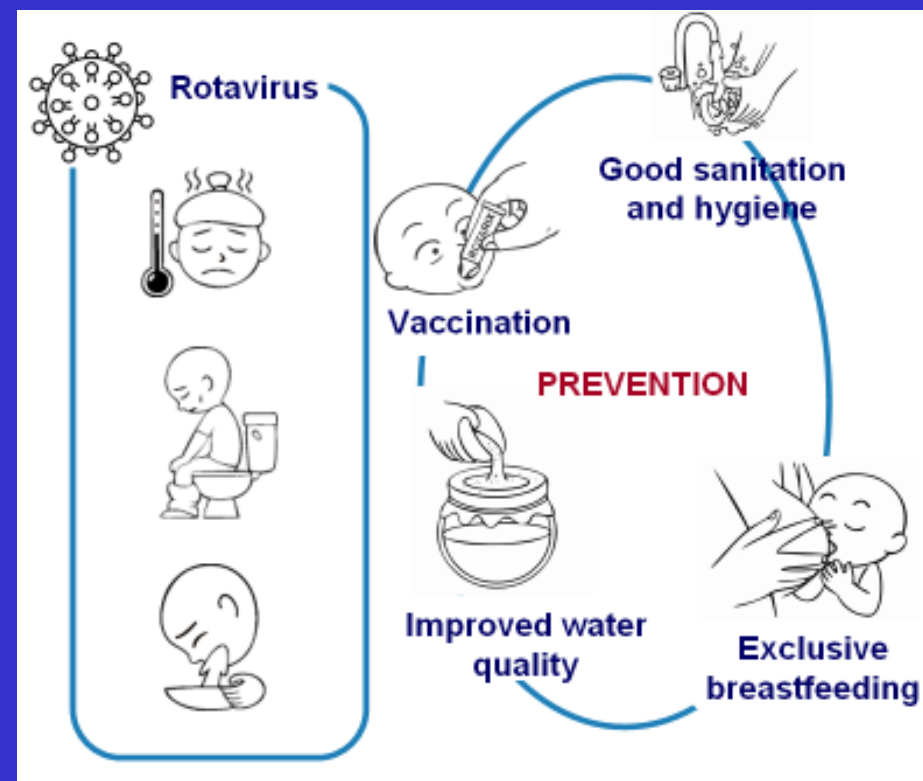 Rotavirus
Good sanitation
and hygiene
Vaccination
PREVENTION
Improved water
quality
Exclusive
breastfeeding